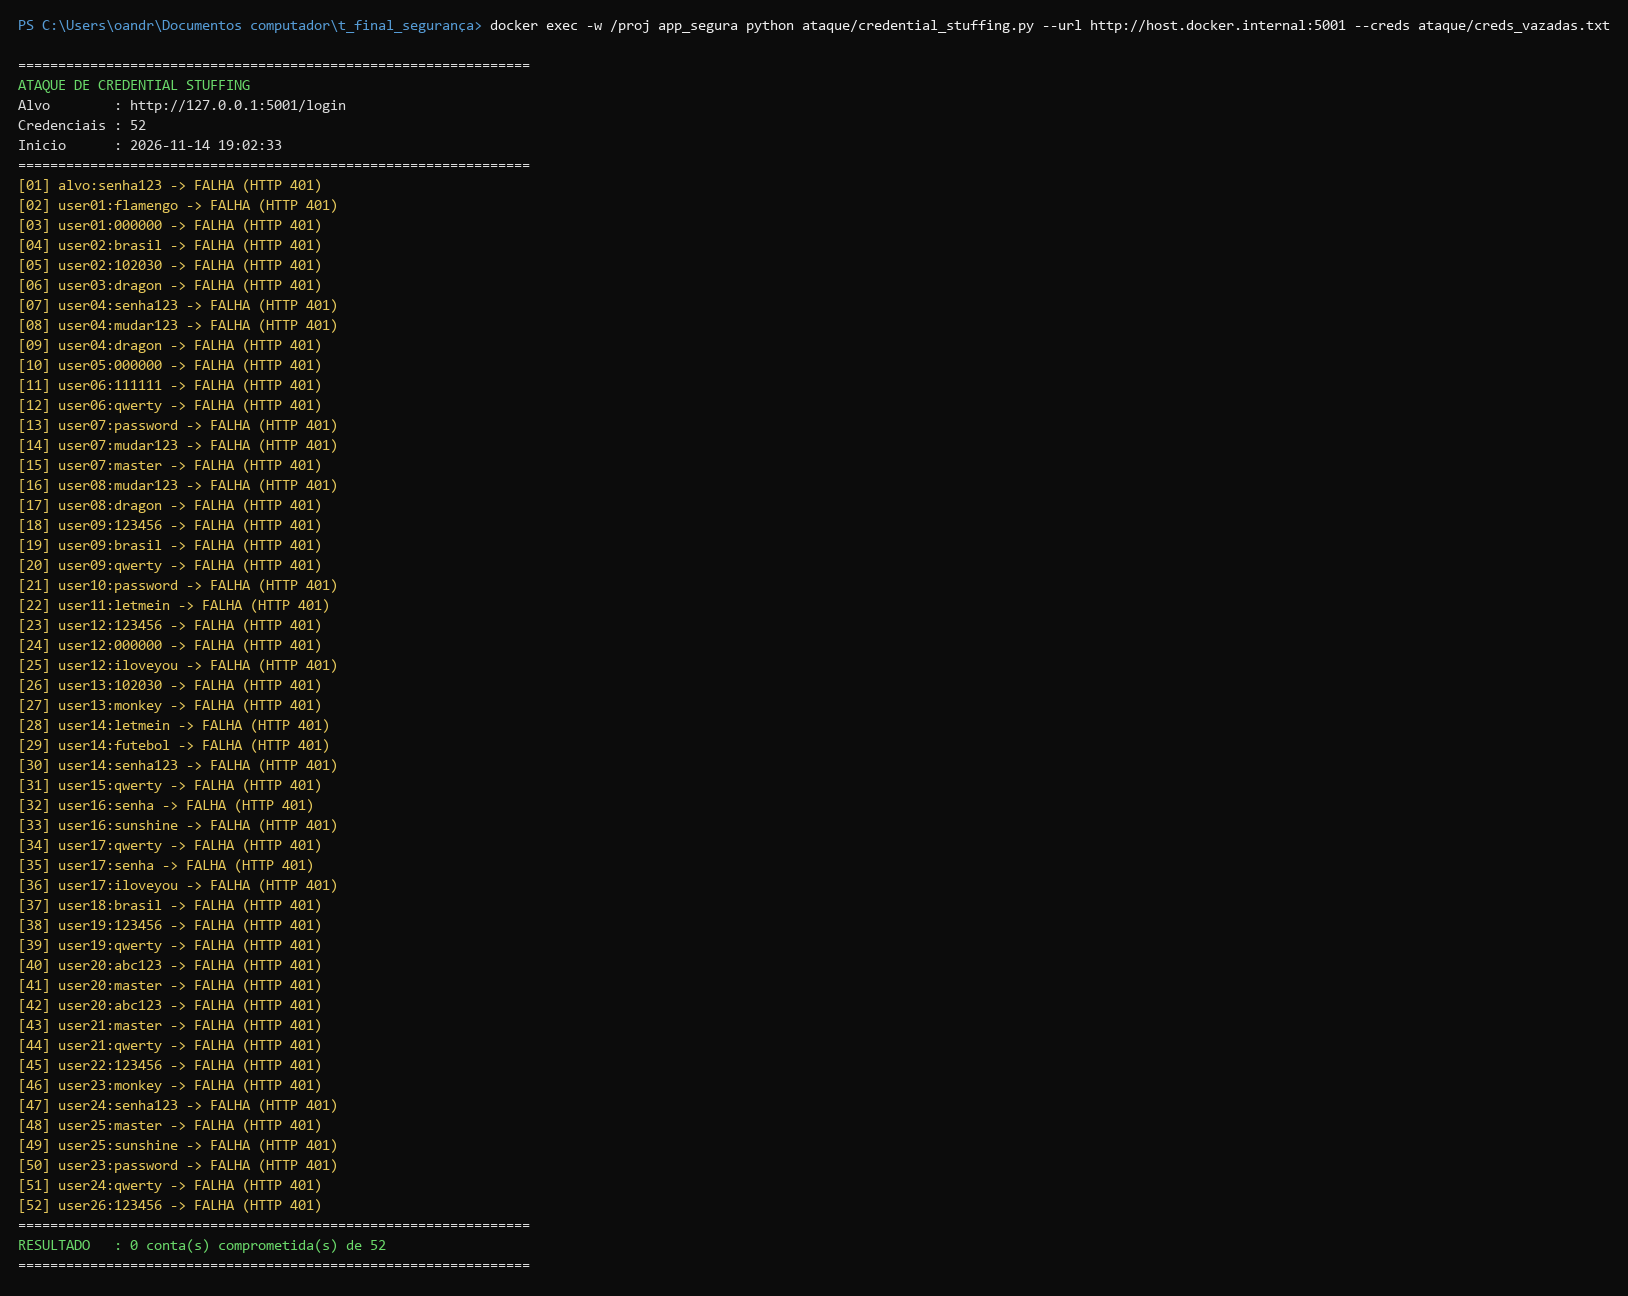 PS C:\Users\oandr\Documentos computador\t_final_segurança> docker exec -w /proj app_segura python ataque/credential_stuffing.py --url http://host.docker.internal:5001 --creds ataque/creds_vazadas.txt
================================================================
ATAQUE DE CREDENTIAL STUFFING
Alvo        : http://127.0.0.1:5001/login
Credenciais : 52
Inicio      : 2026-11-14 19:02:33
================================================================
[01] alvo:senha123 -> FALHA (HTTP 401)
[02] user01:flamengo -> FALHA (HTTP 401)
[03] user01:000000 -> FALHA (HTTP 401)
[04] user02:brasil -> FALHA (HTTP 401)
[05] user02:102030 -> FALHA (HTTP 401)
[06] user03:dragon -> FALHA (HTTP 401)
[07] user04:senha123 -> FALHA (HTTP 401)
[08] user04:mudar123 -> FALHA (HTTP 401)
[09] user04:dragon -> FALHA (HTTP 401)
[10] user05:000000 -> FALHA (HTTP 401)
[11] user06:111111 -> FALHA (HTTP 401)
[12] user06:qwerty -> FALHA (HTTP 401)
[13] user07:password -> FALHA (HTTP 401)
[14] user07:mudar123 -> FALHA (HTTP 401)
[15] user07:master -> FALHA (HTTP 401)
[16] user08:mudar123 -> FALHA (HTTP 401)
[17] user08:dragon -> FALHA (HTTP 401)
[18] user09:123456 -> FALHA (HTTP 401)
[19] user09:brasil -> FALHA (HTTP 401)
[20] user09:qwerty -> FALHA (HTTP 401)
[21] user10:password -> FALHA (HTTP 401)
[22] user11:letmein -> FALHA (HTTP 401)
[23] user12:123456 -> FALHA (HTTP 401)
[24] user12:000000 -> FALHA (HTTP 401)
[25] user12:iloveyou -> FALHA (HTTP 401)
[26] user13:102030 -> FALHA (HTTP 401)
[27] user13:monkey -> FALHA (HTTP 401)
[28] user14:letmein -> FALHA (HTTP 401)
[29] user14:futebol -> FALHA (HTTP 401)
[30] user14:senha123 -> FALHA (HTTP 401)
[31] user15:qwerty -> FALHA (HTTP 401)
[32] user16:senha -> FALHA (HTTP 401)
[33] user16:sunshine -> FALHA (HTTP 401)
[34] user17:qwerty -> FALHA (HTTP 401)
[35] user17:senha -> FALHA (HTTP 401)
[36] user17:iloveyou -> FALHA (HTTP 401)
[37] user18:brasil -> FALHA (HTTP 401)
[38] user19:123456 -> FALHA (HTTP 401)
[39] user19:qwerty -> FALHA (HTTP 401)
[40] user20:abc123 -> FALHA (HTTP 401)
[41] user20:master -> FALHA (HTTP 401)
[42] user20:abc123 -> FALHA (HTTP 401)
[43] user21:master -> FALHA (HTTP 401)
[44] user21:qwerty -> FALHA (HTTP 401)
[45] user22:123456 -> FALHA (HTTP 401)
[46] user23:monkey -> FALHA (HTTP 401)
[47] user24:senha123 -> FALHA (HTTP 401)
[48] user25:master -> FALHA (HTTP 401)
[49] user25:sunshine -> FALHA (HTTP 401)
[50] user23:password -> FALHA (HTTP 401)
[51] user24:qwerty -> FALHA (HTTP 401)
[52] user26:123456 -> FALHA (HTTP 401)
================================================================
RESULTADO   : 0 conta(s) comprometida(s) de 52
================================================================